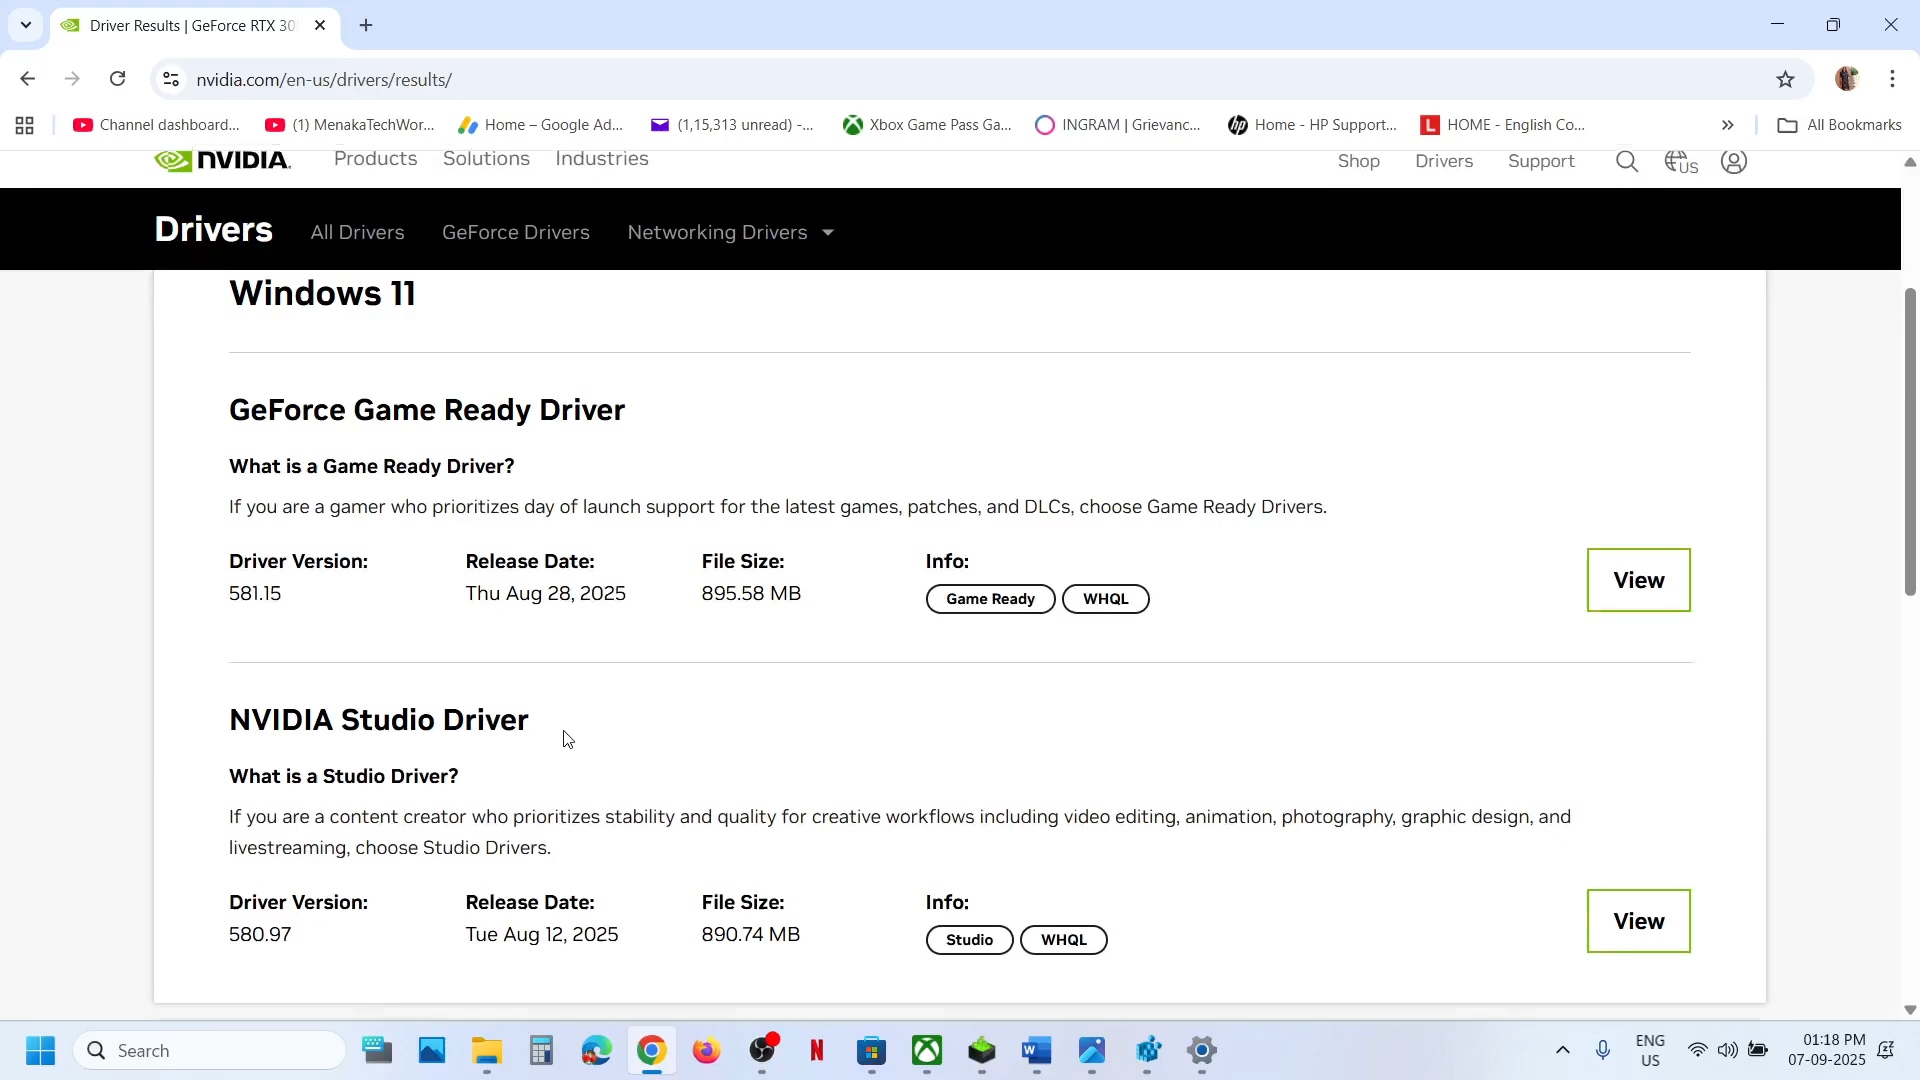 Driver Results | GeForce RTX 305
nvidia.com/en-us/drivers/results/
Channel dashboard...
(1) MenakaTechWor...
Home – Google Ad...
(1,15,313 unread) -...
Xbox Game Pass Ga...
INGRAM | Grievanc...
Home - HP Support...
HOME - English Co...
»
All Bookmarks
NVIDIA.
Products
Solutions
Industries
Shop
Drivers
Support
US
Drivers
All Drivers
GeForce Drivers
Networking Drivers
Windows 11
GeForce Game Ready Driver
What is a Game Ready Driver?
If you are a gamer who prioritizes day of launch support for the latest games, patches, and DLCs, choose Game Ready Drivers.
Driver Version:
581.15
Release Date:
Thu Aug 28, 2025
File Size:
895.58 MB
Info:
Game Ready
WHQL
View
NVIDIA Studio Driver
What is a Studio Driver?
If you are a content creator who prioritizes stability and quality for creative workflows including video editing, animation, photography, graphic design, and
livestreaming, choose Studio Drivers.
Driver Version:
580.97
Release Date:
Tue Aug 12, 2025
File Size:
890.74 MB
Info:
Studio
WHQL
View
Search
ENG
US
01:18 PM
07-09-2025